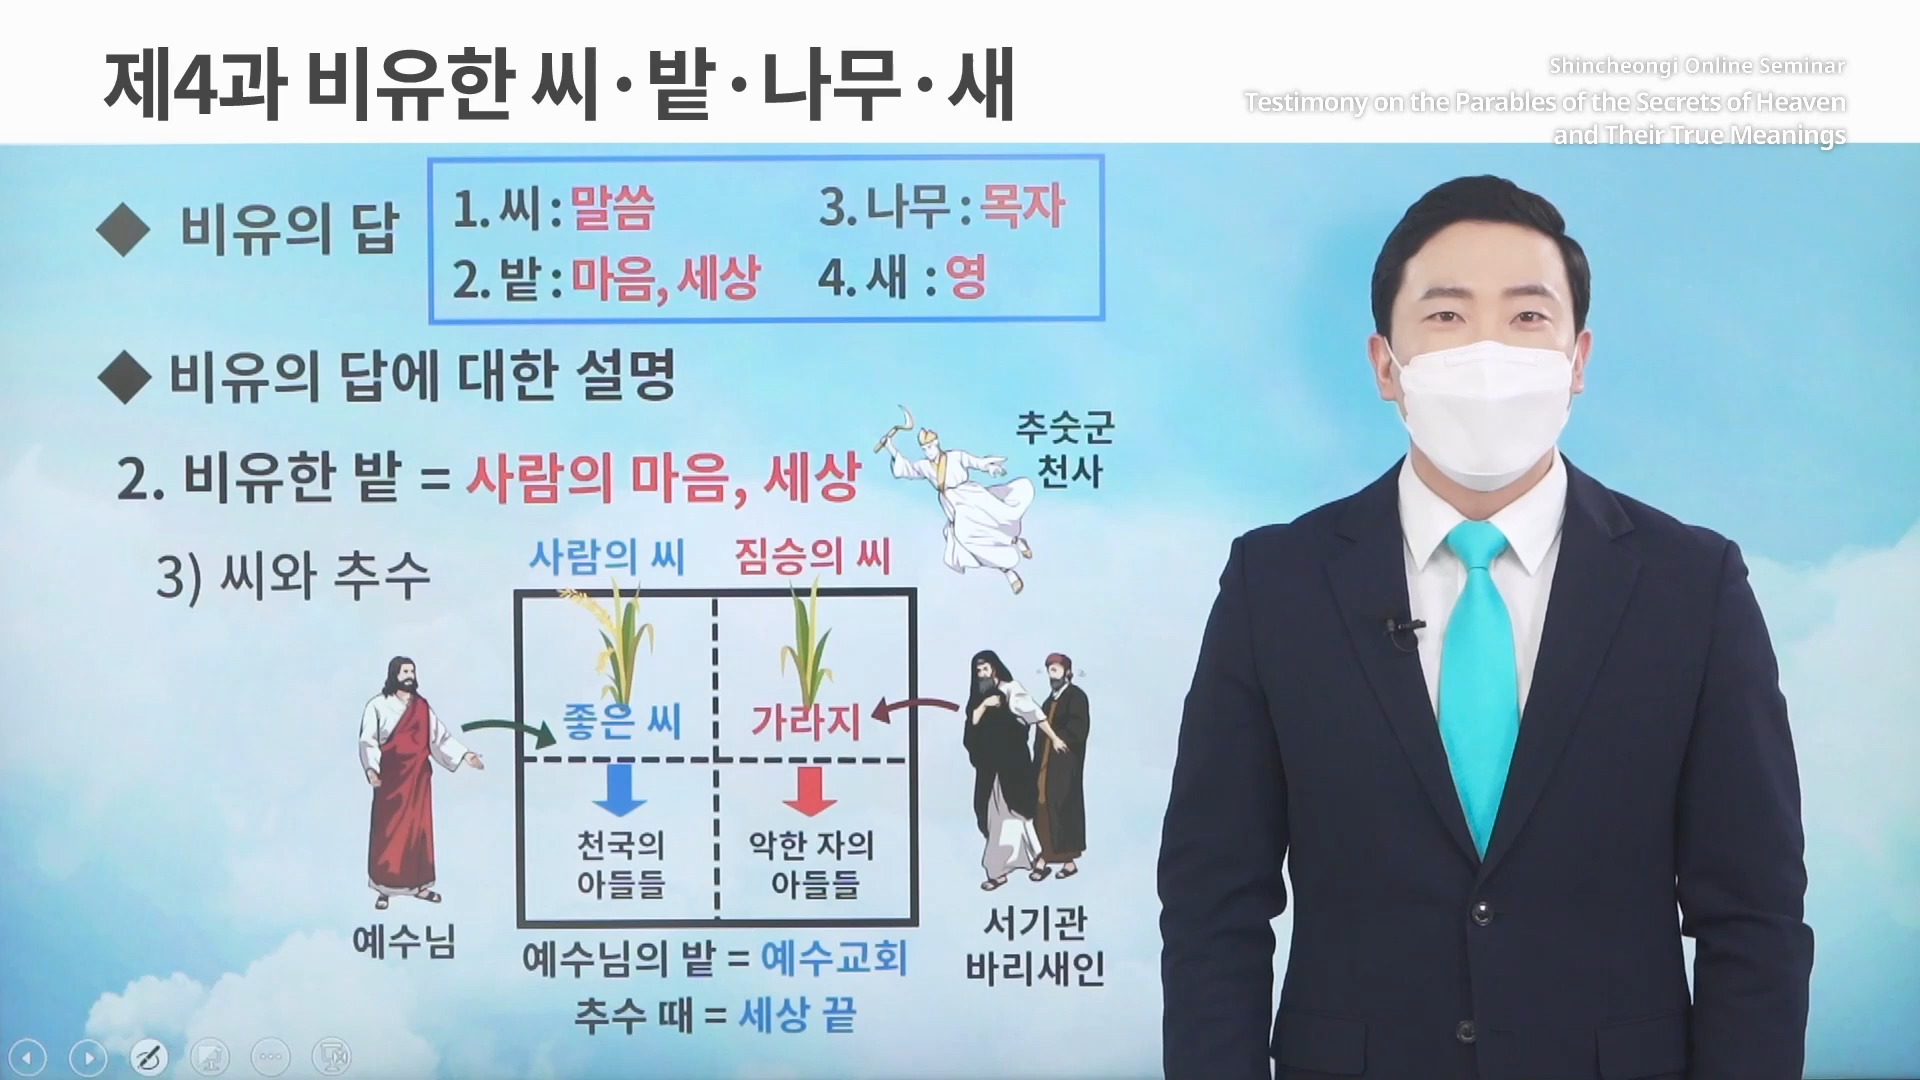 제4과 비유한 씨·밭·나무·새
Shincheongi Online Seminar
Testimony on the Parables of the Secrets of Heaven
and Their True Meanings
◆ 비유의 답
1. 씨 : 말씀
3. 나무 : 목자
2. 밭 : 마음, 세상
4. 새 : 영
◆ 비유의 답에 대한 설명
2. 비유한 밭 = 사람의 마음, 세상
추숫군
천사
3) 씨와 추수
사람의 씨
짐승의 씨
좋은 씨
가라지
천국의
아들들
악한 자의
아들들
예수님
서기관
바리새인
예수님의 밭 = 예수교회
추수 때 = 세상 끝